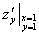 z'_y|_{x=1, y=1}